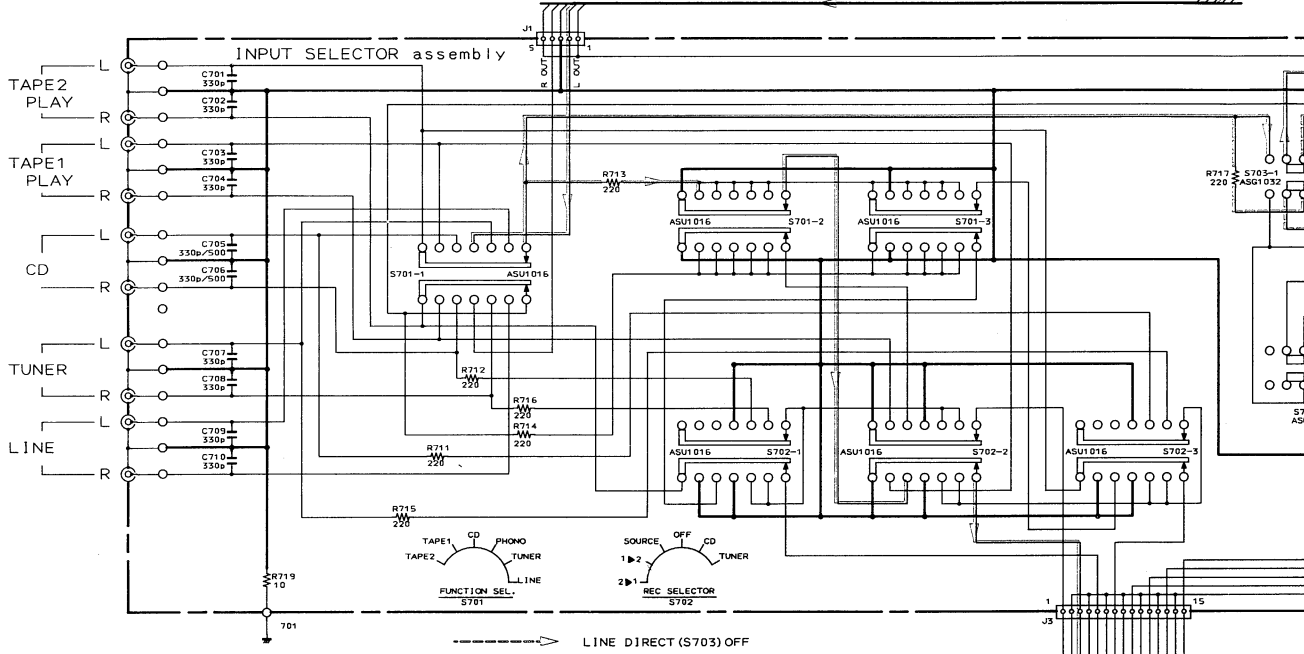 J1
5
1
INPUT SELECTOR assembly
R OUT
L OUT
TAPE2
PLAY
L
R
C701
330p
C702
330p
TAPE1
PLAY
L
R
C703
330p
C704
330p
R713
220
R717
220
S703-1
ASG1032
CD
L
R
C705
330p/500
C706
330p/500
S701-1
ASU1016
ASU1016
S701-2
ASU1016
S701-3
TUNER
L
R
C707
330p
C708
330p
R712
220
R716
220
R714
220
R711
220
LINE
L
R
C709
330p
C710
330p
ASU1016
S702-1
ASU1016
S702-2
ASU1016
S702-3
S7
AS
R715
220
TAPE2
TAPE1
CD
PHONO
TUNER
LINE
FUNCTION SEL.
S701
2▶1
1▶2
SOURCE
OFF
CD
TUNER
REC SELECTOR
S702
R719
10
701
1
15
J3
LINE DIRECT (S703) OFF